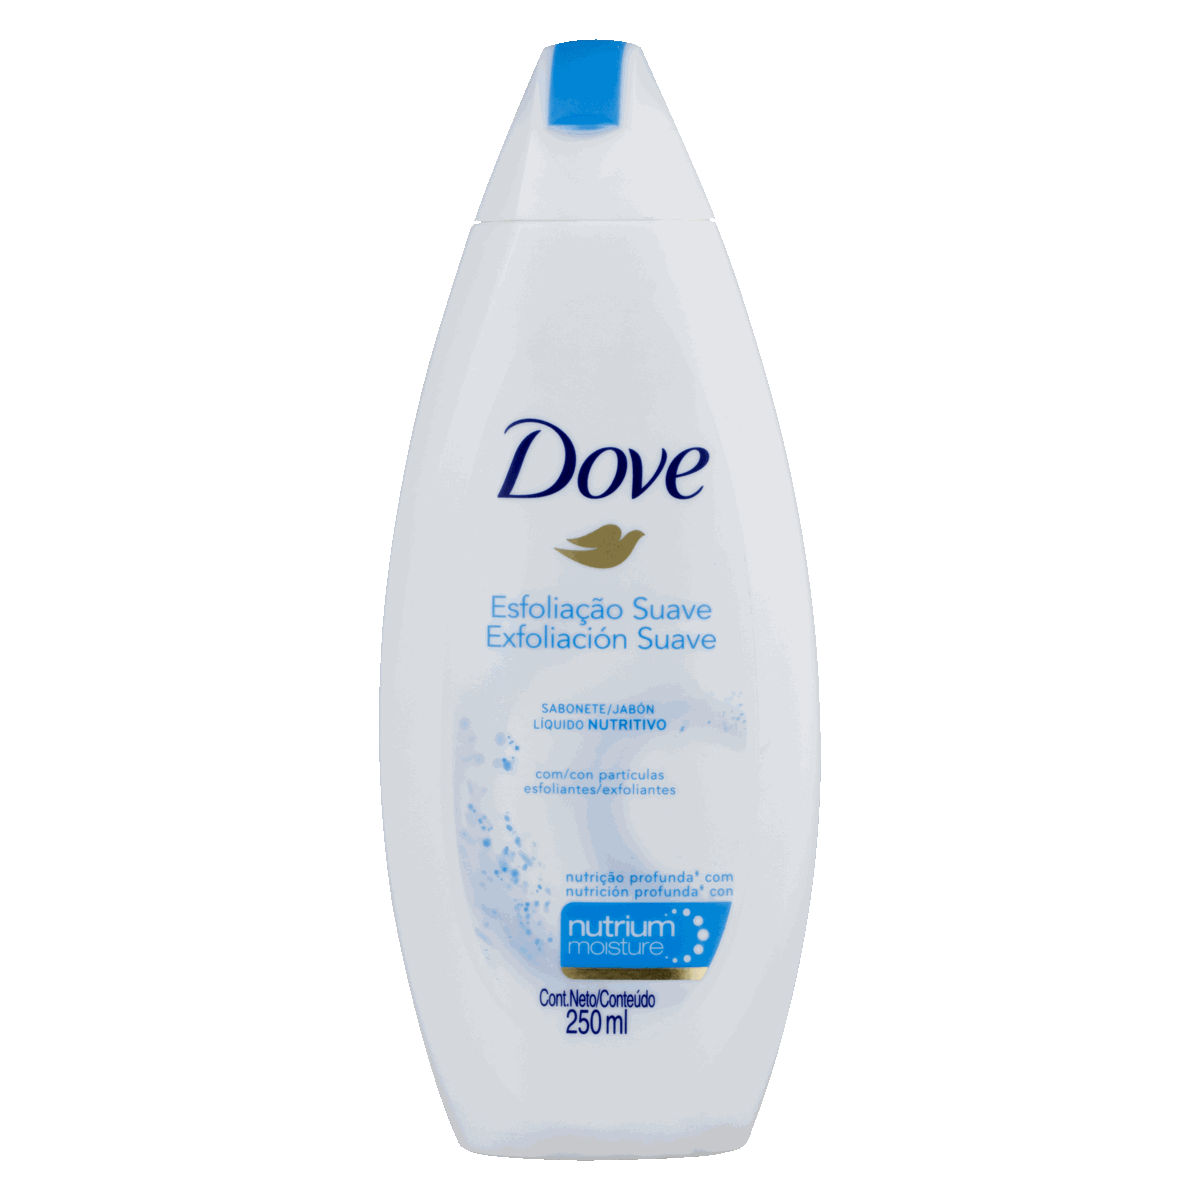 Dove
Esfoliação Suave
Exfoliación Suave
SABONETE/JABÓN
LÍQUIDO NUTRITIVO
com/con partículas
esfoliantes/exfoliantes
nutrição profunda* com
nutrición profunda* con
nutrium
moisture
Cont.Neto/Conteúdo
250 ml